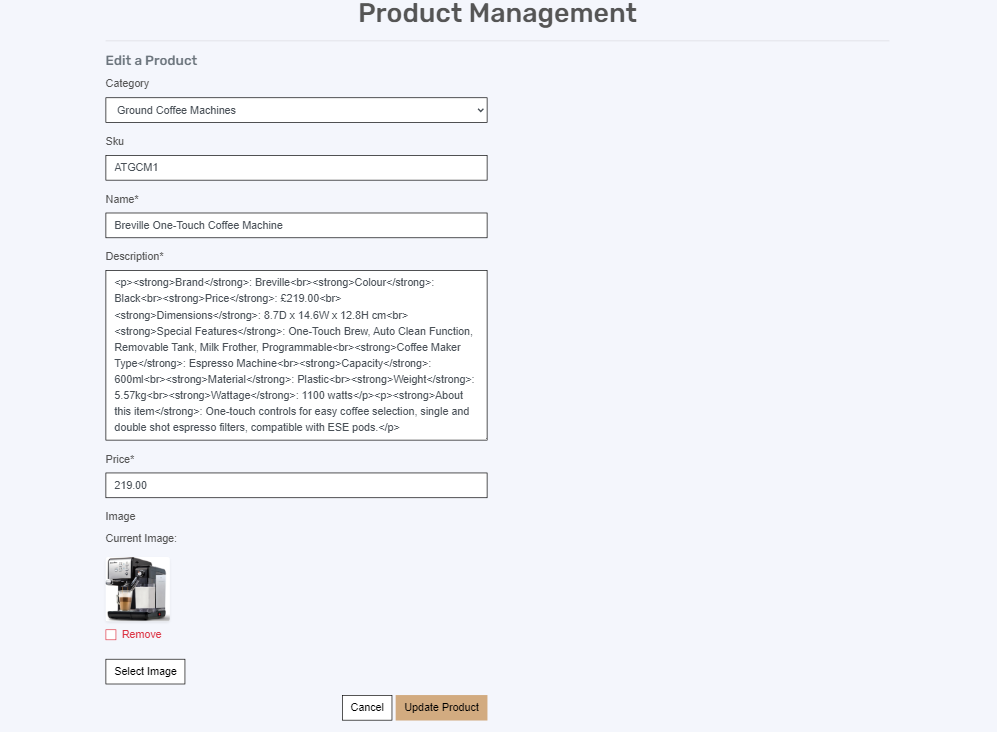 Product Management
Edit a Product
Category
Ground Coffee Machines
Sku
ATGCM1
Name*
Breville One-Touch Coffee Machine
Description*
<p><strong>Brand</strong>: Breville<br><strong>Colour</strong>:
Black<br><strong>Price</strong>: £219.00<br>
<strong>Dimensions</strong>: 8.7D x 14.6W x 12.8H cm<br>
<strong>Special Features</strong>: One-Touch Brew, Auto Clean Function,
Removable Tank, Milk Frother, Programmable<br><strong>Coffee Maker
Type</strong>: Espresso Machine<br><strong>Capacity</strong>:
600ml<br><strong>Material</strong>: Plastic<br><strong>Weight</strong>:
5.57kg<br><strong>Wattage</strong>: 1100 watts</p><p><strong>About
this item</strong>: One-touch controls for easy coffee selection, single and
double shot espresso filters, compatible with ESE pods.</p>
Price*
219.00
Image
Current Image:
Remove
Select Image
Cancel
Update Product